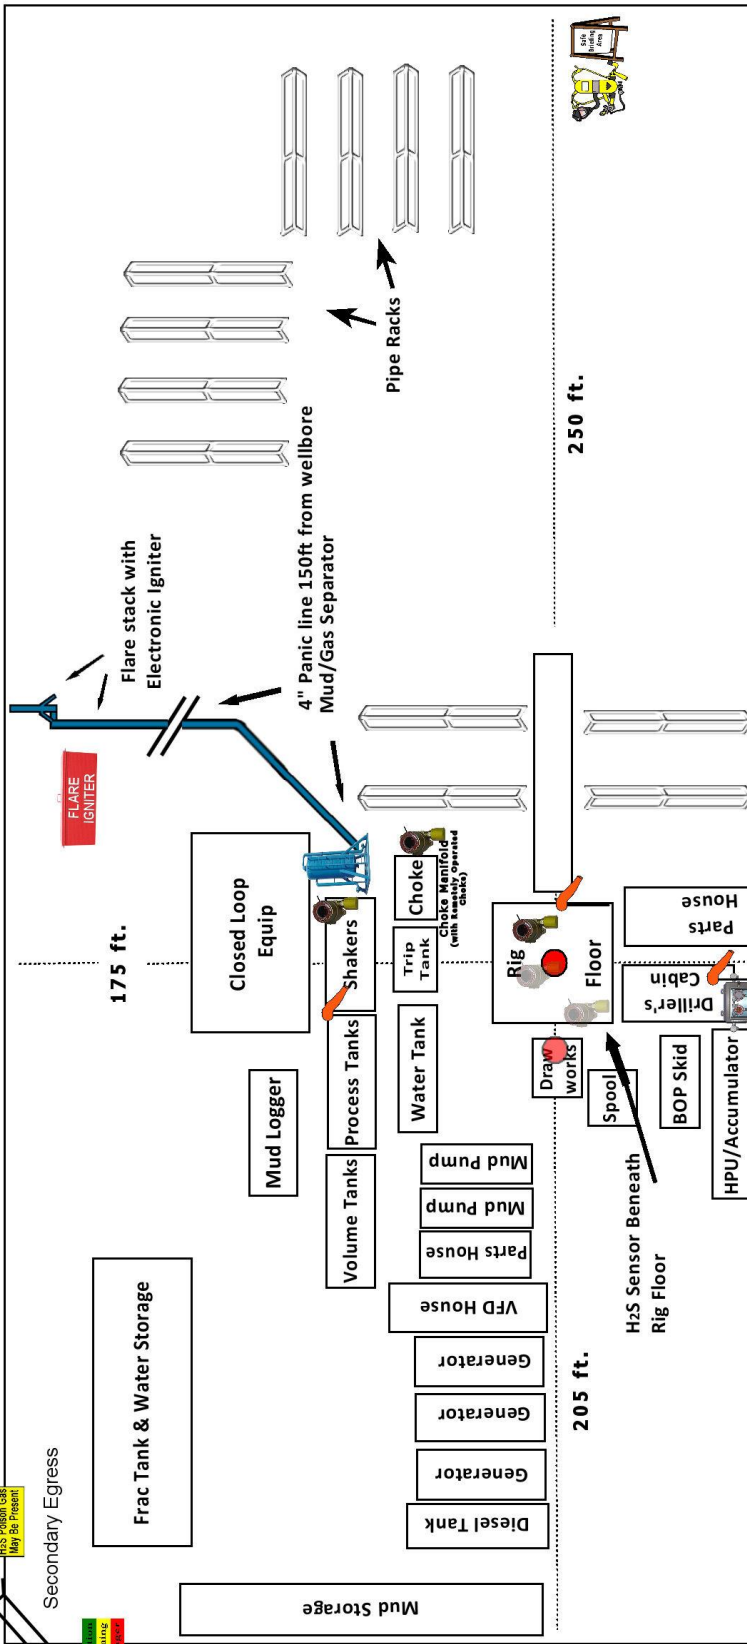 H2S Poison Gas
May Be Present
Secondary Egress
Frac Tank & Water Storage
Mud Storage
Mud Logger
Volume Tanks
Process Tanks
Shakers
Closed Loop
Equip
175 ft.
FLARE
IGNITER
Flare stack with
Electronic Igniter
4" Panic line 150ft from wellbore
Mud/Gas Separator
Pipe Racks
Safe
Briefing
Area
250 ft.
Water Tank
Trip
Tank
Choke
Choke Manifold
(with Remotely Operated
Choke)
Diesel Tank
Generator
Generator
Generator
VFD House
Parts House
Mud Pump
Mud Pump
205 ft.
Draw
works
Rig
Floor
Spool
BOP Skid
HPU/Accumulator
Driller's
Cabin
Parts
House
H2S Sensor Beneath
Rig Floor